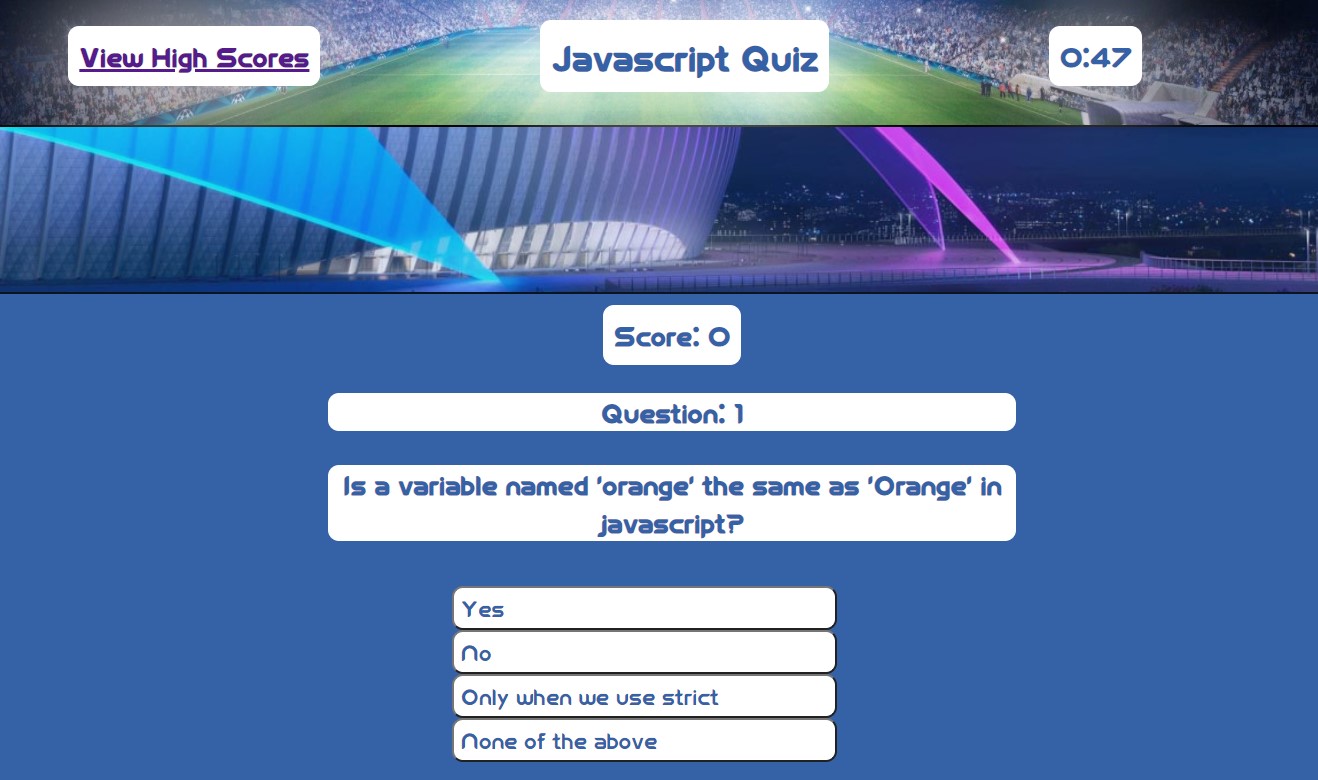 View High Scores
Javascript Quiz
0:47
Score: 0
Question: 1
Is a variable named 'orange' the same as 'Orange' in
javascript?
Yes
No
Only when we use strict
None of the above